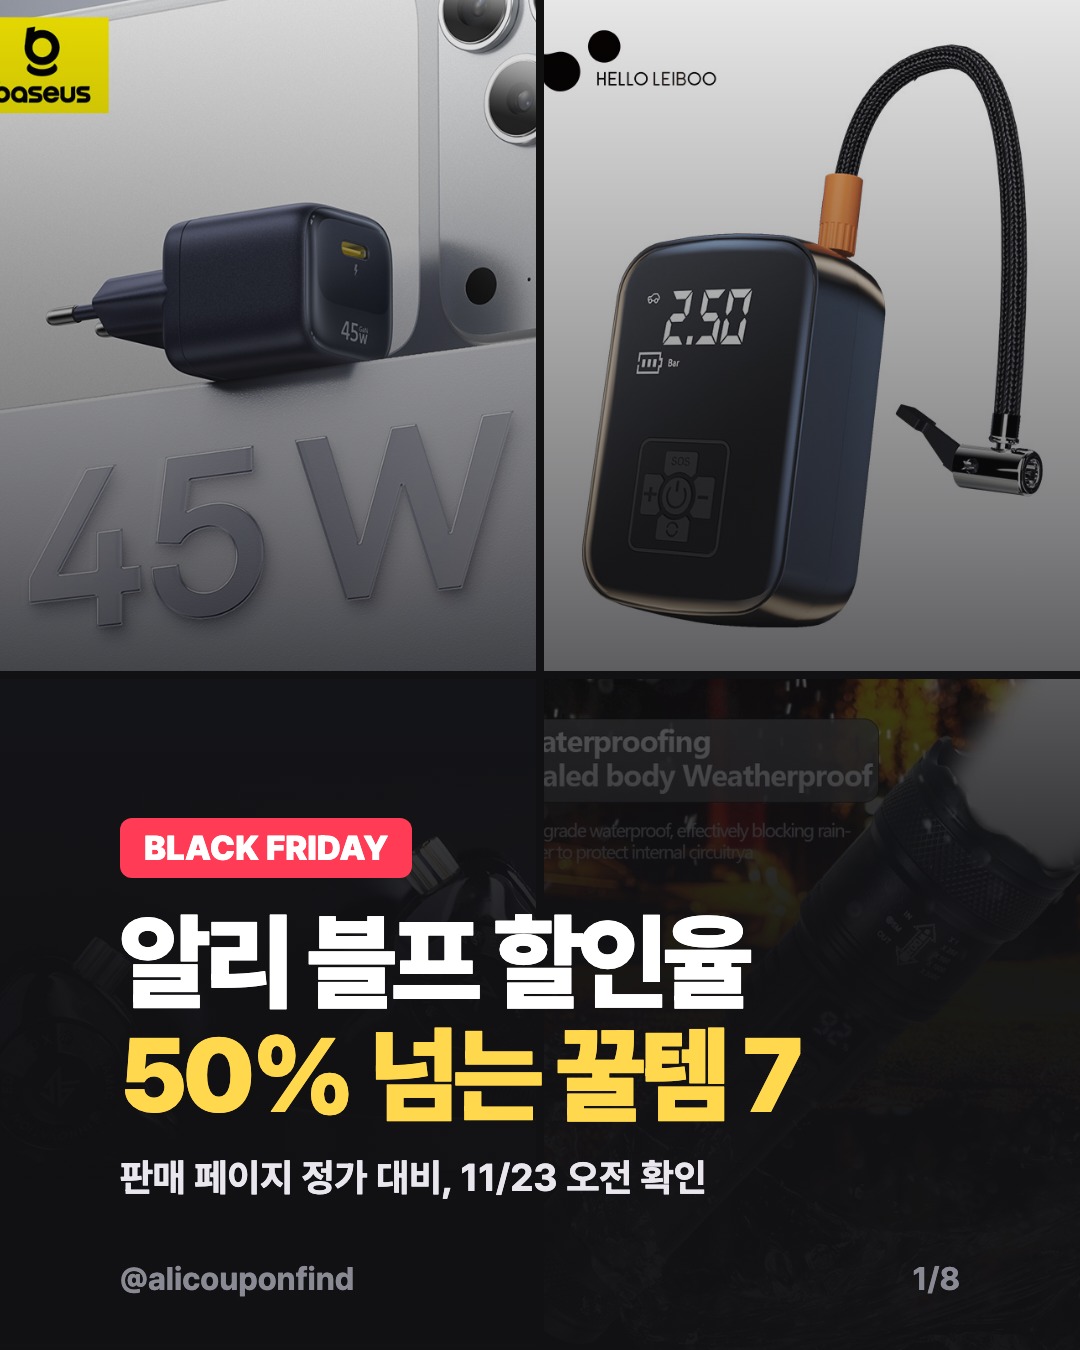 baseus
HELLO LEIBOO
45W
2.50
Bar
SOS
45W
aterproofing
aled body Weatherproof
grade waterproof, effectively blocking rain-
er to protect internal circuitrya
BLACK FRIDAY
알리 블프 할인율
50% 넘는 꿀템 7
판매 페이지 정가 대비, 11/23 오전 확인
@alicouponfind
1/8